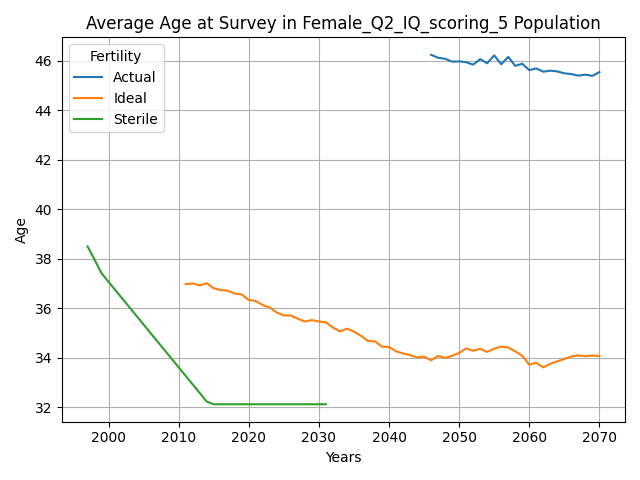 Average Age at Survey in Female_Q2_IQ_scoring_5 Population
Fertility
Actual
Ideal
Sterile
Age
46
44
42
40
38
36
34
32
2000
2010
2020
2030
2040
2050
2060
2070
Years